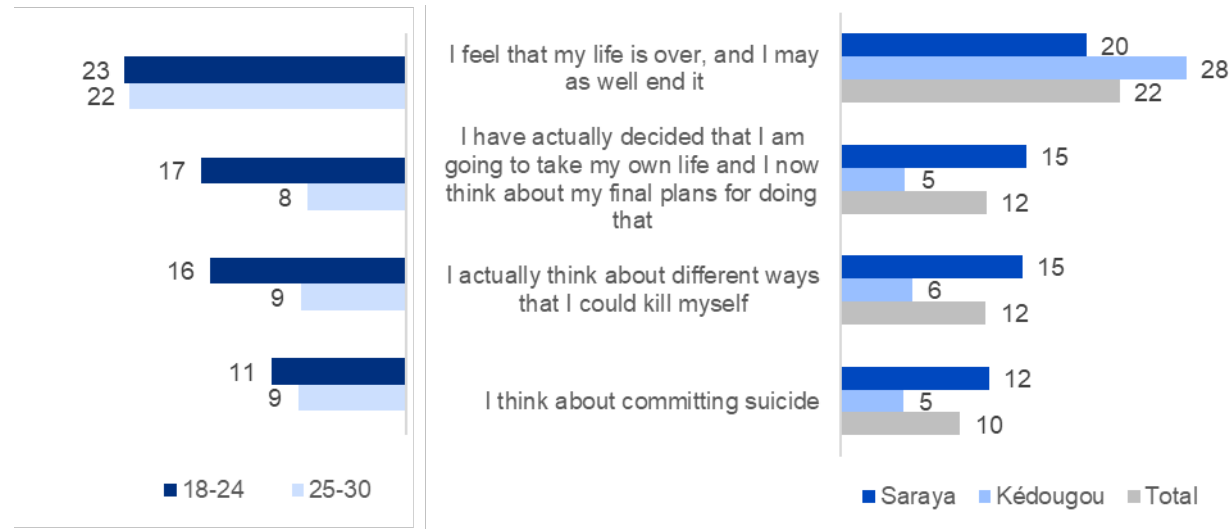 23
22
17
8
16
9
11
9
18-24 25-30
I feel that my life is over, and I may
as well end it
20
28
22
I have actually decided that I am
going to take my own life and I now
think about my final plans for doing
that
15
5
12
I actually think about different ways
that I could kill myself
15
6
12
I think about committing suicide
12
5
10
Saraya Kédougou Total